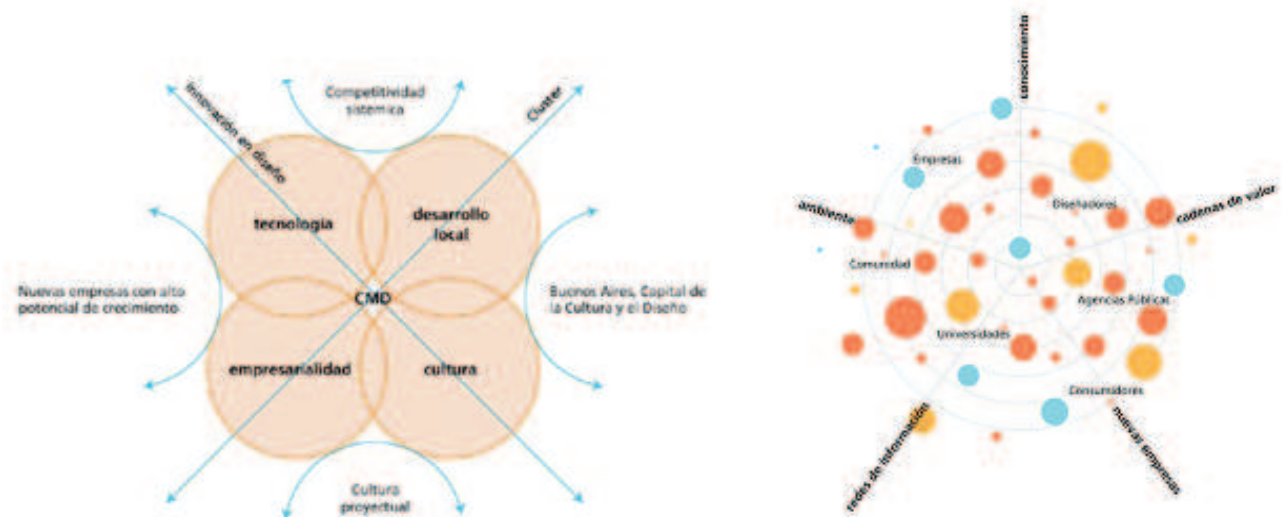 Innovación en diseño
Competitividad
sistemica
Cluster
tecnología
desarrollo
local
Nuevas empresas con alto
potencial de crecimiento
CMD
Buenos Aires, Capital de
la Cultura y el Diseño
empresarialidad
cultura
Cultura
proyectual
conocimiento
Empresas
Diseñadores
ambiente
cadenas de valor
Comunidad
Agencias Públicas
Universidades
Consumidores
redes de información
nuevas empresas